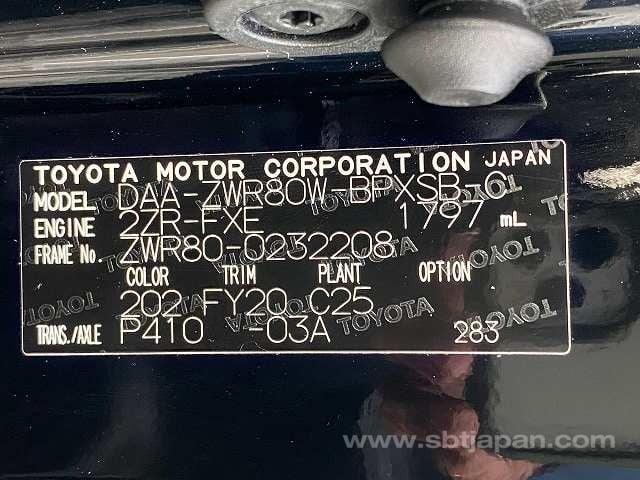 TOYOTA MOTOR CORPORATION JAPAN
MODEL DAA-ZWR80W-BPXSB-C
ENGINE 2ZR-FXE 1797 mL
FRAME No. ZWR80-0232208
COLOR TRIM PLANT OPTION
202 FY20 C25
TRANS./AXLE P410 -03A 283
www.sbtjapan.com